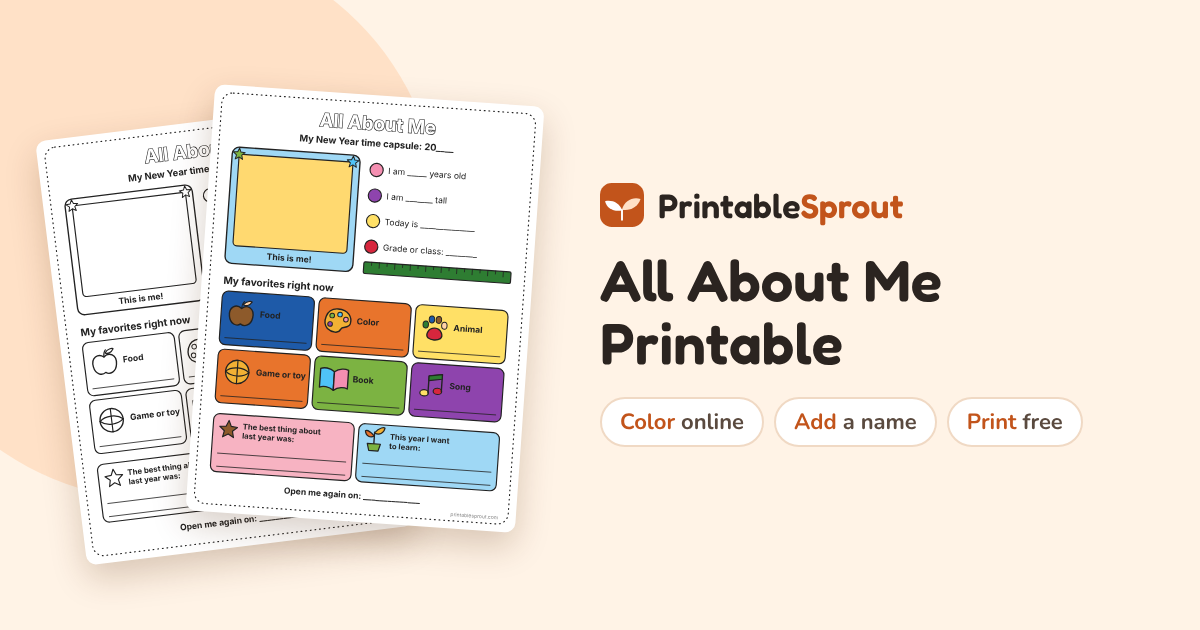 All About Me
My New Year time capsule: 20___
This is me!
I am ____ years old
I am ____ tall
Today is ____________
Grade or class: _______
My favorites right now
Food
Color
Animal
Game or toy
Book
Song
The best thing about
last year was:
This year I want
to learn:
Open me again on: ____________
printablesprout.com
All Abou
My New Year time
This is me!
My favorites right now
Food
Game or toy
The best thing a
last year was:
Open me again on: ______
PrintableSprout
All About Me
Printable
Color online
Add a name
Print free